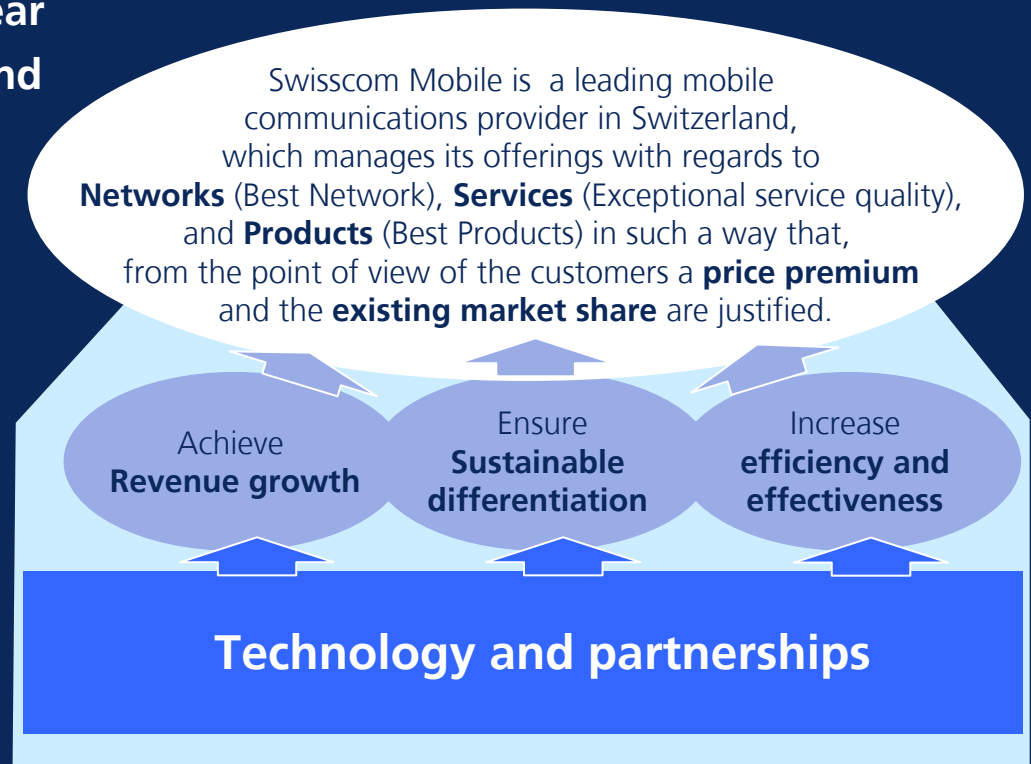 Swisscom Mobile is a leading mobile
communications provider in Switzerland,
which manages its offerings with regards to
Networks (Best Network), Services (Exceptional service quality),
and Products (Best Products) in such a way that,
from the point of view of the customers a price premium
and the existing market share are justified.
Achieve
Revenue growth
Ensure
Sustainable
differentiation
Increase
efficiency and
effectiveness
Technology and partnerships